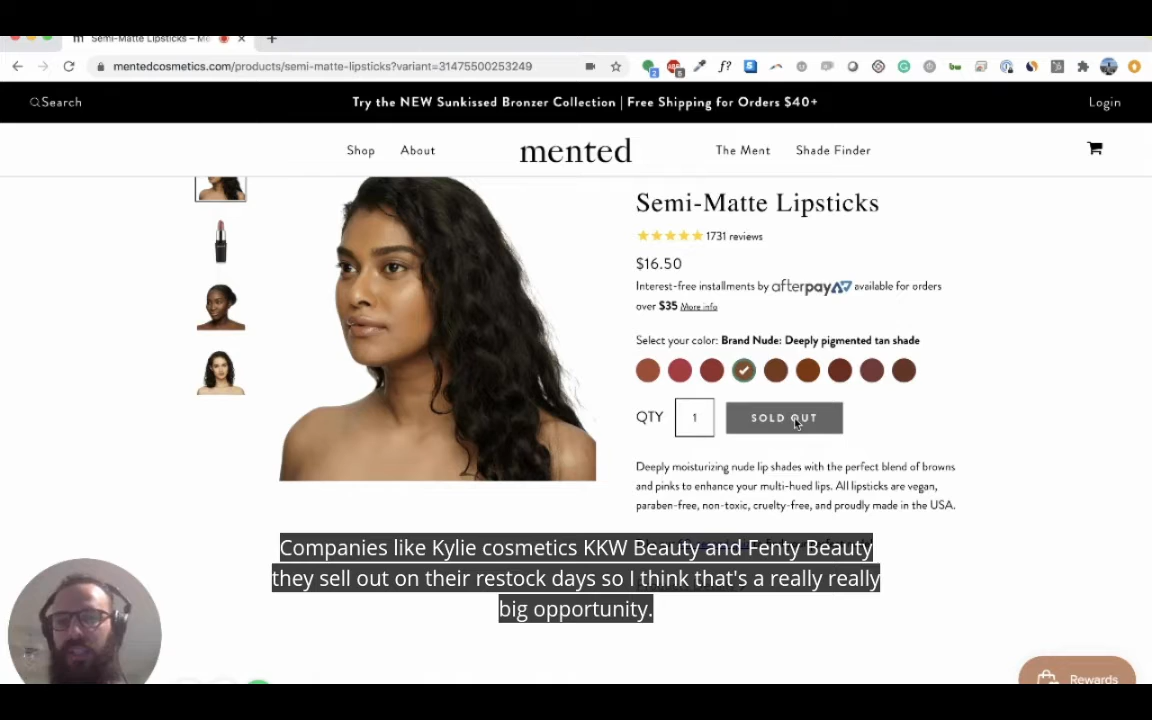 Semi-Matte Lipsticks – Me
mentedcosmetics.com/products/semi-matte-lipsticks?variant=31475500253249
Search
Try the NEW Sunkissed Bronzer Collection | Free Shipping for Orders $40+
Login
Shop
About
mented
The Ment
Shade Finder
Semi-Matte Lipsticks
1731 reviews
$16.50
Interest-free installments by afterpay available for orders
over $35 More info
Select your color: Brand Nude: Deeply pigmented tan shade
QTY
1
SOLD OUT
Deeply moisturizing nude lip shades with the perfect blend of browns
and pinks to enhance your multi-hued lips. All lipsticks are vegan,
paraben-free, non-toxic, cruelty-free, and proudly made in the USA.
Companies like Kylie cosmetics KKW Beauty and Fenty Beauty
they sell out on their restock days so I think that's a really really
big opportunity.
Rewards